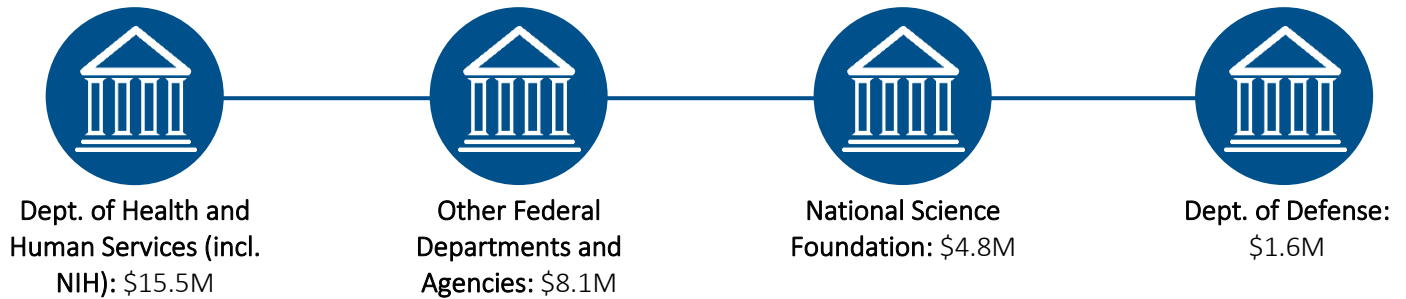 Dept. of Health and
Human Services (incl.
NIH): $15.5M
Other Federal
Departments and
Agencies: $8.1M
National Science
Foundation: $4.8M
Dept. of Defense:
$1.6M